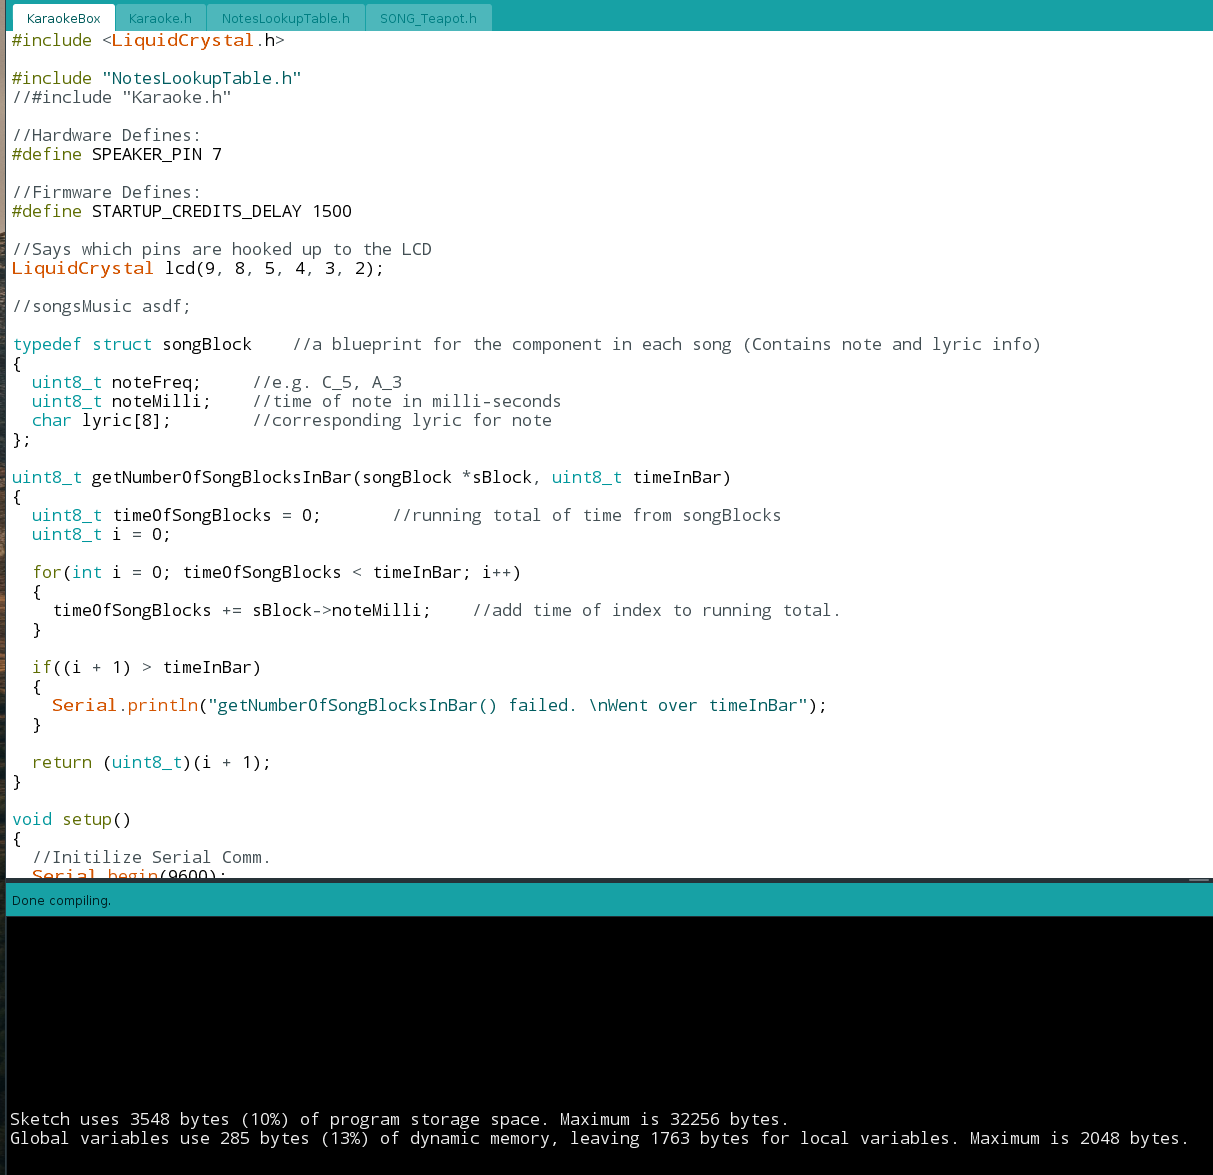 KaraokeBox Karaoke.h NotesLookupTable.h SONG_Teapot.h
#include <LiquidCrystal.h>
#include "NotesLookupTable.h"
//#include "Karaoke.h"
//Hardware Defines:
#define SPEAKER_PIN 7
//Firmware Defines:
#define STARTUP_CREDITS_DELAY 1500
//Says which pins are hooked up to the LCD
LiquidCrystal lcd(9, 8, 5, 4, 3, 2);
//songsMusic asdf;
typedef struct songBlock    //a blueprint for the component in each song (Contains note and lyric info)
{
  uint8_t noteFreq;     //e.g. C_5, A_3
  uint8_t noteMilli;    //time of note in milli-seconds
  char lyric[8];        //corresponding lyric for note
};
uint8_t getNumberOfSongBlocksInBar(songBlock *sBlock, uint8_t timeInBar)
{
  uint8_t timeOfSongBlocks = 0;       //running total of time from songBlocks
  uint8_t i = 0;
  for(int i = 0; timeOfSongBlocks < timeInBar; i++)
  {
    timeOfSongBlocks += sBlock->noteMilli;    //add time of index to running total.
  }
  if((i + 1) > timeInBar)
  {
    Serial.println("getNumberOfSongBlocksInBar() failed. \nWent over timeInBar");
  }
  return (uint8_t)(i + 1);
}
void setup()
{
  //Initilize Serial Comm.
  Serial.begin(9600);
Done compiling.
Sketch uses 3548 bytes (10%) of program storage space. Maximum is 32256 bytes.
Global variables use 285 bytes (13%) of dynamic memory, leaving 1763 bytes for local variables. Maximum is 2048 bytes.